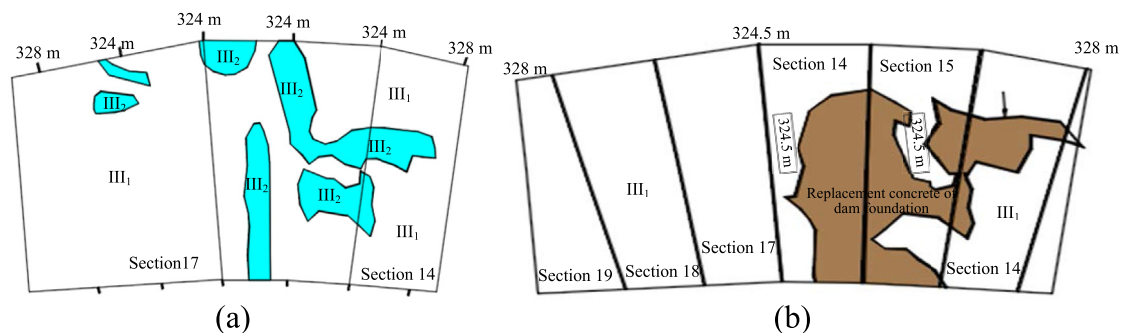 328 m
324 m
324 m
324 m
324 m
328 m
III₂
III₂
III₂
III₂
III₂
III₁
III₁
III₁
Section17
Section 14
(a)
328 m
324.5 m
328 m
Section 14
Section 15
324.5 m
324.5 m
III₁
Replacement concrete of
dam foundation
III₁
Section 19
Section 18
Section 17
Section 14
(b)